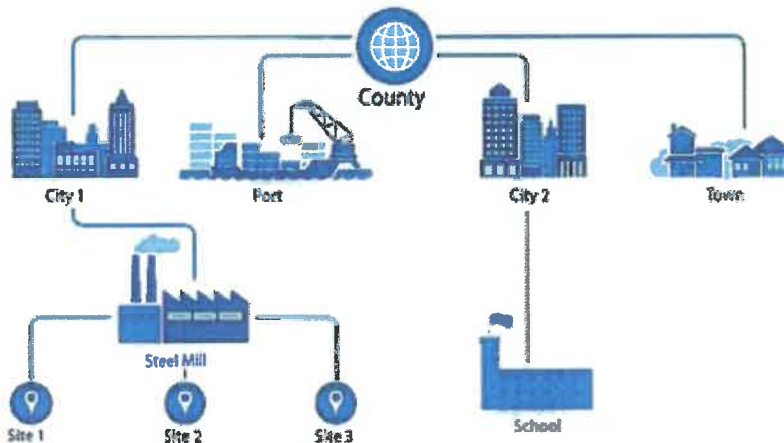 County
City 1
Port
City 2
Town
Steel Mill
School
Site 1
Site 2
Site 3